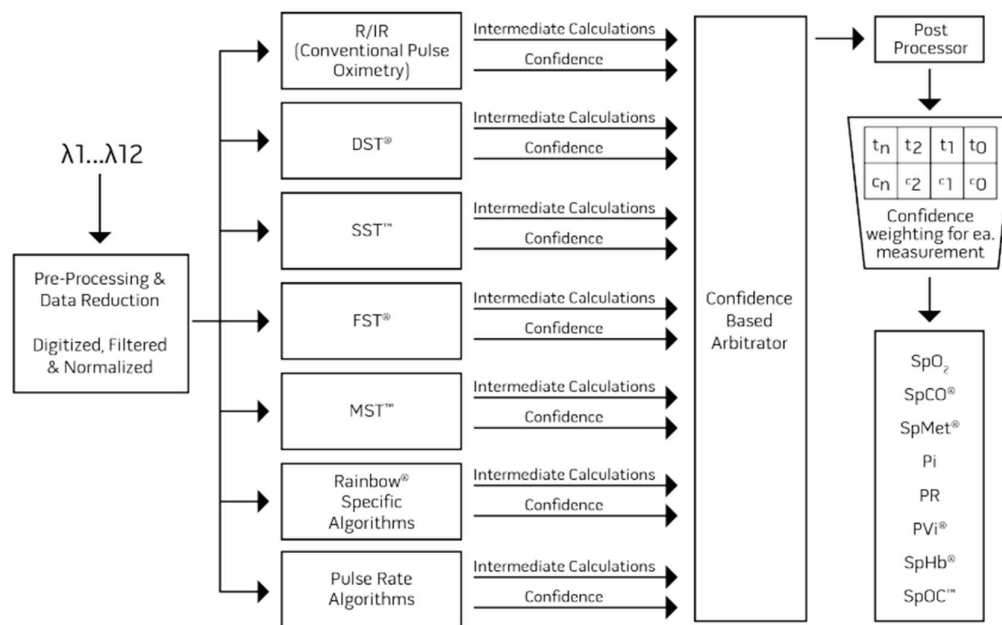 λ1...λ12
Pre-Processing &
Data Reduction
Digitized, Filtered
& Normalized
R/IR
(Conventional Pulse
Oximetry)
Intermediate Calculations
Confidence
DST®
Intermediate Calculations
Confidence
SST™
Intermediate Calculations
Confidence
FST®
Intermediate Calculations
Confidence
MST™
Intermediate Calculations
Confidence
Rainbow®
Specific
Algorithms
Intermediate Calculations
Confidence
Pulse Rate
Algorithms
Intermediate Calculations
Confidence
Confidence
Based
Arbitrator
Post
Processor
tn t2 t1 t0
cn c2 c1 c0
Confidence
weighting for ea.
measurement
SpO₂
SpCO®
SpMet®
Pi
PR
PVi®
SpHb®
SpOC™